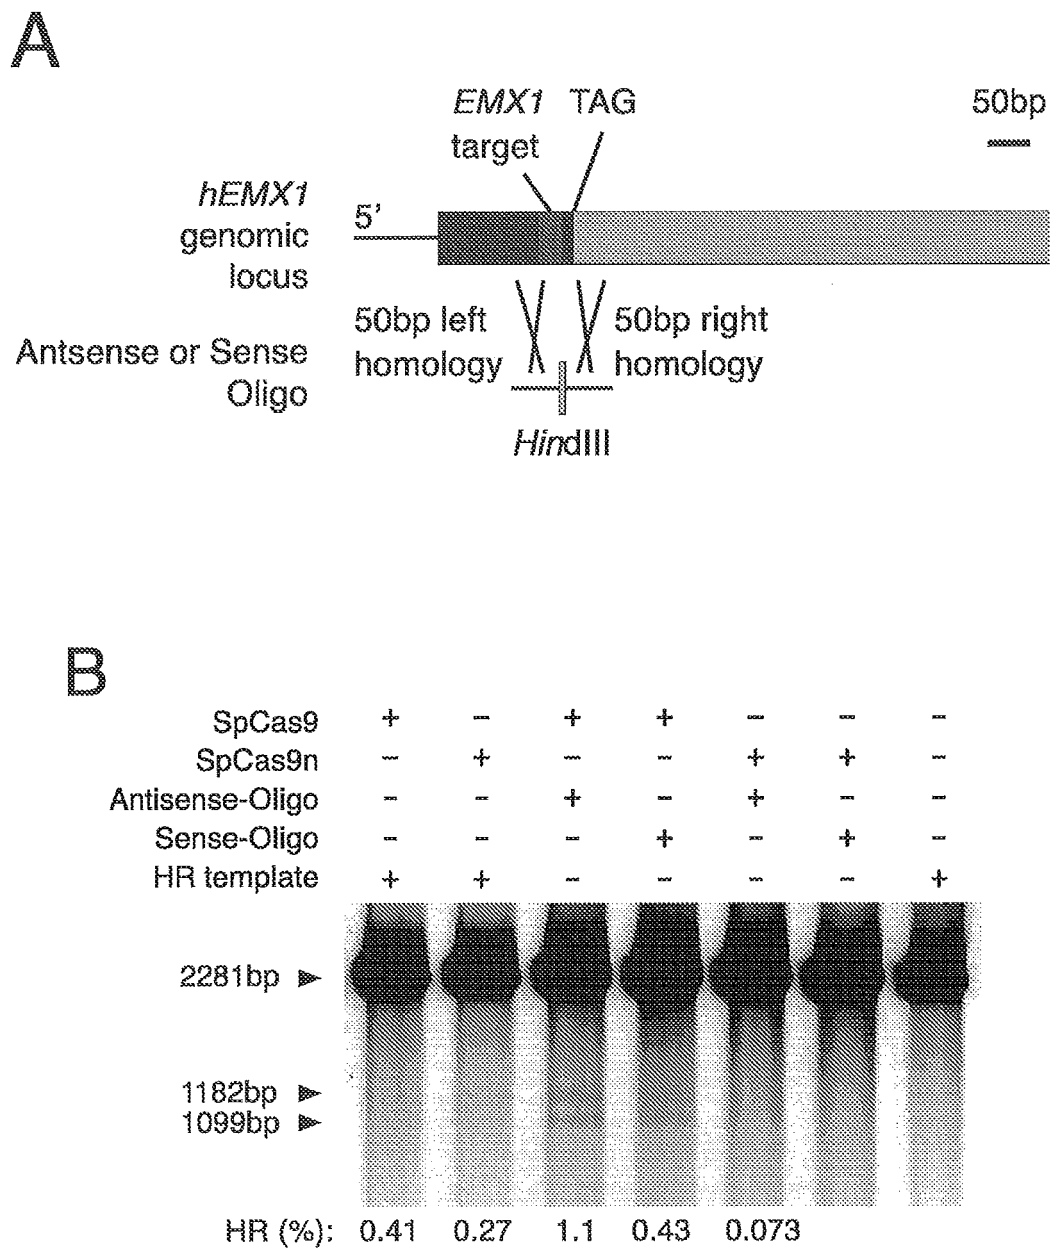 A
EMX1 TAG 50bp
target
hEMX1
genomic
locus
5'
50bp left
homology
50bp right
homology
Antsense or Sense
Oligo
HindIII
B
SpCas9 + - + + - - -
SpCas9n - + - - + + -
Antisense-Oligo - - + - + - -
Sense-Oligo - - - + - + -
HR template + + - - - - +
2281bp
1182bp
1099bp
HR (%): 0.41 0.27 1.1 0.43 0.073